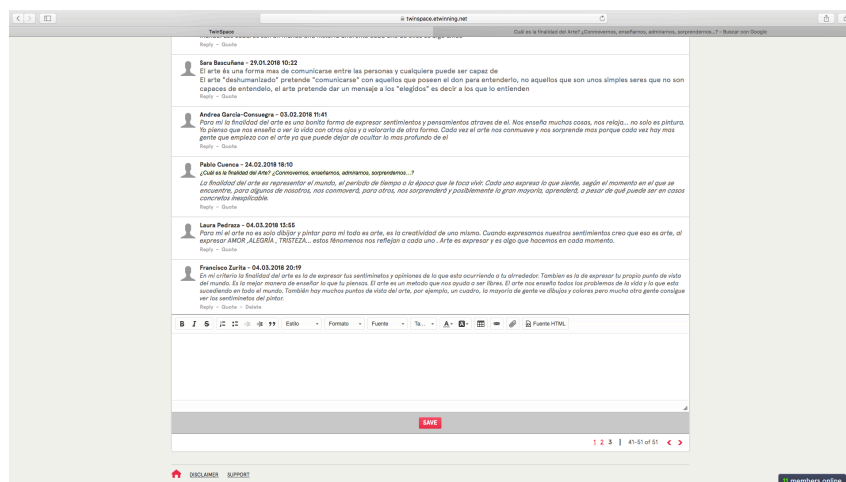 twinspace.etwinning.net
TwinSpace
Cuál es la finalidad del Arte? ¿Conmovernos, enseñarnos, admirarnos, sorprendernos...? - Buscar con Google
Reply - Quote
Sara Bascuñana - 29.01.2018 10:22
El arte és una forma mas de comunicarse entre las personas y cualquiera puede ser capaz de
El arte "deshumanizado" pretende "comunicarse" con aquellos que poseen el don para entenderlo, no aquellos que son unos simples seres que no son
capaces de entendelo, el arte pretende dar un mensaje a los "elegidos" es decir a los que lo entienden
Reply - Quote
Andrea García-Consuegra - 03.02.2018 11:41
Para mi la finalidad del arte es una bonita forma de expresar sentimientos y pensamientos atraves de el. Nos enseña muchas cosas, nos relaja... no solo es pintura.
Yo pienso que nos enseña a ver la vida con otros ojos y a valorarla de otra forma. Cada vez el arte nos conmueve y nos sorprende mas porque cada vez hay mas
gente que empieza con el arte ya que puede dejar de ocultar lo mas profundo de el
Reply - Quote
Pablo Cuenca - 24.02.2018 18:10
¿Cuál es la finalidad del Arte? ¿Conmovernos, enseñarnos, admirarnos, sorprendernos...?
La finalidad del arte es representar el mundo, el período de tiempo o la época que le toca vivir. Cada uno expresa lo que siente, según el momento en el que se
encuentre, para algunos de nosotros, nos conmoverá, para otros, nos sorprenderá y posiblemente la gran mayoría, aprenderá, a pesar de qué puede ser en casos
concretos inexplicable.
Reply - Quote
Laura Pedraza - 04.03.2018 13:55
Para mi el arte no es solo dibijar y pintar para mi todo es arte, es la creatividad de uno mismo. Cuando expresamos nuestros sentimientos creo que eso es arte, al
expresar AMOR ,ALEGRÍA , TRISTEZA... estos fénomenos nos reflejan a cada uno . Arte es expresar y es algo que hacemos en cada momento.
Reply - Quote
Francisco Zurita - 04.03.2018 20:19
En mi criterio la finalidad del arte es la de expresar tus sentiminetos y opiniones de lo que esta ocurriendo a tu alrrededor. Tambien es la de expresar tu propio punto de vista
del mundo. Es la mejor manera de enseñar lo que tu piensas. El arte es un metodo que nos ayuda a ser libres. El arte nos enseña todos los problemas de la vida y lo que esta
sucediendo en todo el mundo. También hay muchos puntos de vista del arte, por ejemplo, un cuadro, la mayoria de gente ve dibujos y colores pero mucha otra gente consigue
ver los sentiminetos del pintor.
Reply - Quote - Delete
B I S Estilo Formato Fuente Ta... A A Fuente HTML
SAVE
1 2 3 | 41-51 of 51
DISCLAIMER SUPPORT
11 members online